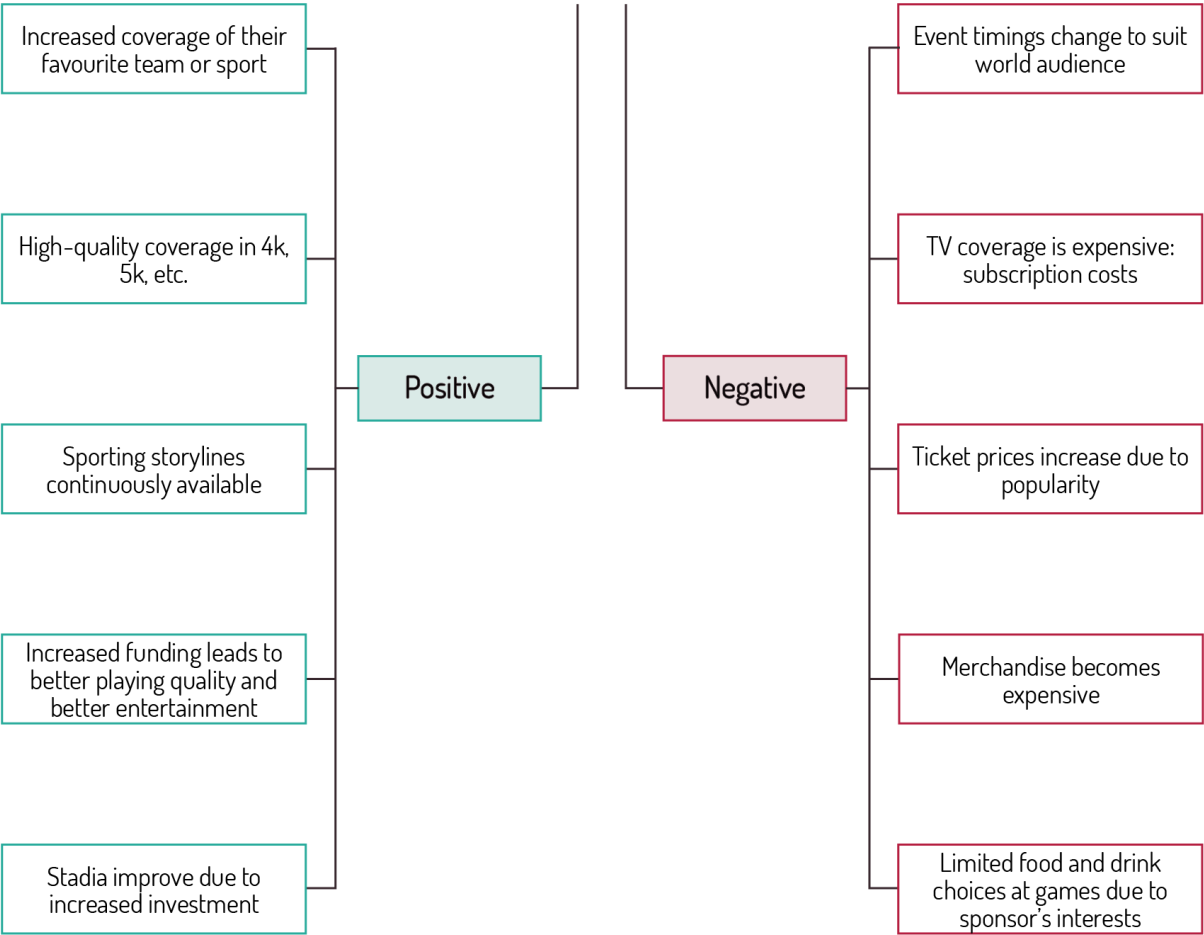 Increased coverage of their
favourite team or sport
High-quality coverage in 4k,
5k, etc.
Positive
Sporting storylines
continuously available
Increased funding leads to
better playing quality and
better entertainment
Stadia improve due to
increased investment
Event timings change to suit
world audience
TV coverage is expensive:
subscription costs
Negative
Ticket prices increase due to
popularity
Merchandise becomes
expensive
Limited food and drink
choices at games due to
sponsor's interests